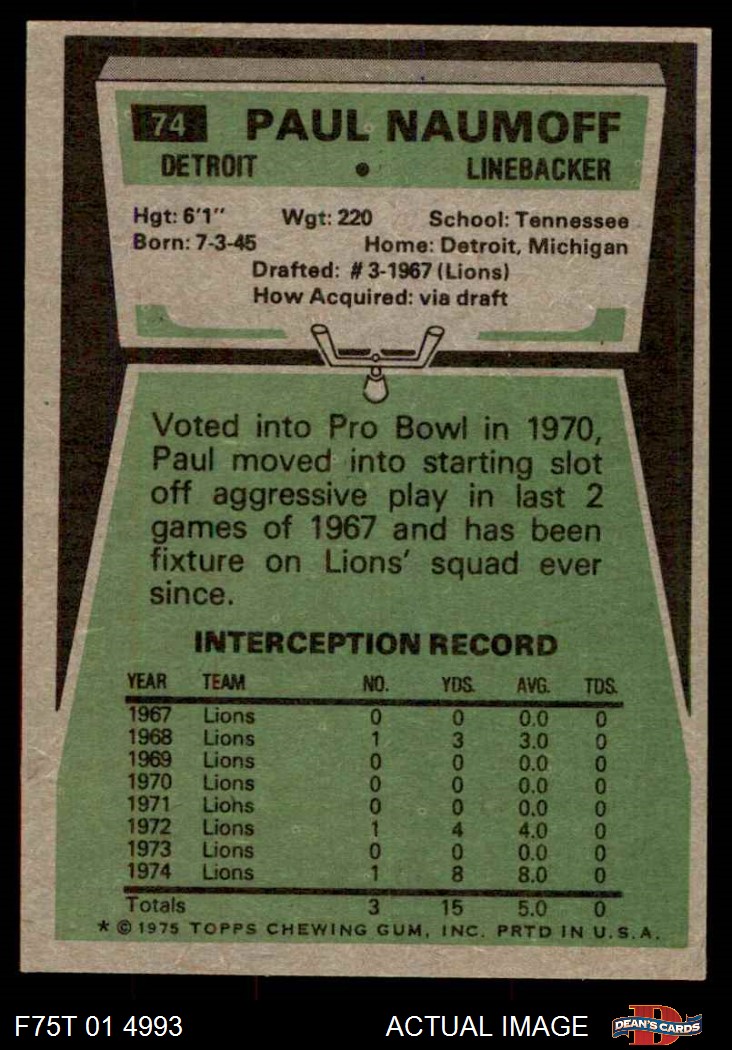 74 PAUL NAUMOFF
DETROIT • LINEBACKER
Hgt: 6'1" Wgt: 220 School: Tennessee
Born: 7-3-45 Home: Detroit, Michigan
Drafted: #3-1967 (Lions)
How Acquired: via draft
Voted into Pro Bowl in 1970,
Paul moved into starting slot
off aggressive play in last 2
games of 1967 and has been
fixture on Lions' squad ever
since.
INTERCEPTION RECORD
YEAR TEAM NO. YDS. AVG. TDS.
1967 Lions 0 0 0.0 0
1968 Lions 1 3 3.0 0
1969 Lions 0 0 0.0 0
1970 Lions 0 0 0.0 0
1971 Lions 0 0 0.0 0
1972 Lions 1 4 4.0 0
1973 Lions 0 0 0.0 0
1974 Lions 1 8 8.0 0
Totals 3 15 5.0 0
* © 1975 TOPPS CHEWING GUM, INC. PRTD IN U.S.A.
F75T 01 4993 ACTUAL IMAGE D DEAN'S CARDS